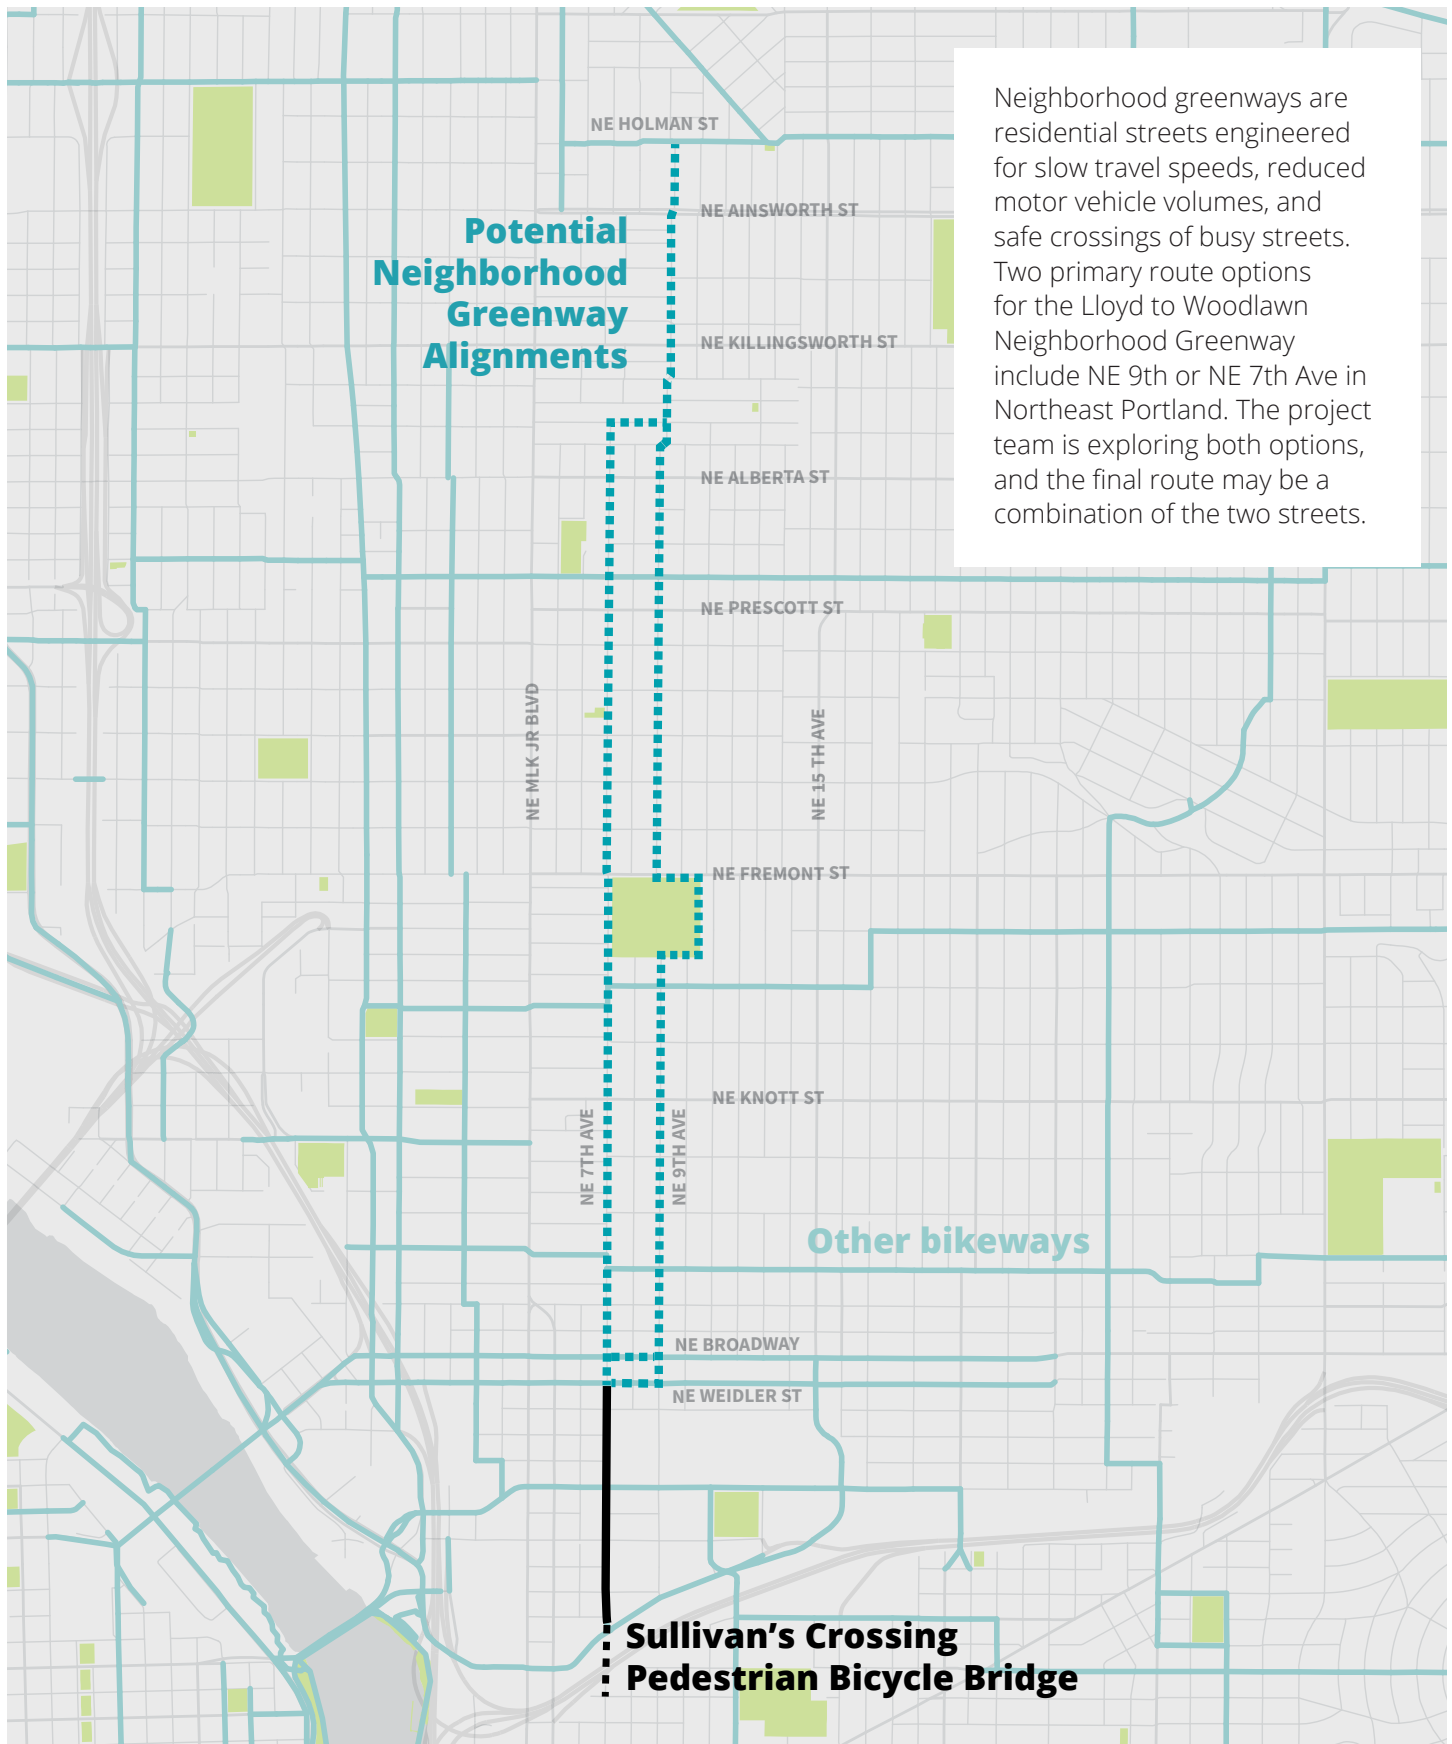 Neighborhood greenways are
residential streets engineered
for slow travel speeds, reduced
motor vehicle volumes, and
safe crossings of busy streets.
Two primary route options
for the Lloyd to Woodlawn
Neighborhood Greenway
include NE 9th or NE 7th Ave in
Northeast Portland. The project
team is exploring both options,
and the final route may be a
combination of the two streets.
NE HOLMAN ST
NE AINSWORTH ST
Potential
Neighborhood
Greenway
Alignments
NE KILLINGSWORTH ST
NE ALBERTA ST
NE PRESCOTT ST
NE MLK JR BLVD
NE 15 TH AVE
NE FREMONT ST
NE KNOTT ST
NE 7TH AVE
NE 9TH AVE
Other bikeways
NE BROADWAY
NE WEIDLER ST
Sullivan’s Crossing
Pedestrian Bicycle Bridge